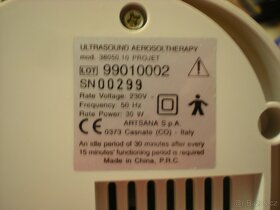 ULTRASOUND AEROSOLTHERAPY
mod. 38050.10 PROJET
LOT 99010002
SN00299
Rate Voltage: 230V ~
Frequency: 50 Hz
Rate Power: 30 W
CE ARTSANA S.p.A.
0373 Casnate (CO) - Italy
An idle period of 30 minutes after every
15 minutes' functioning period is required
Made in China, P.R.C.